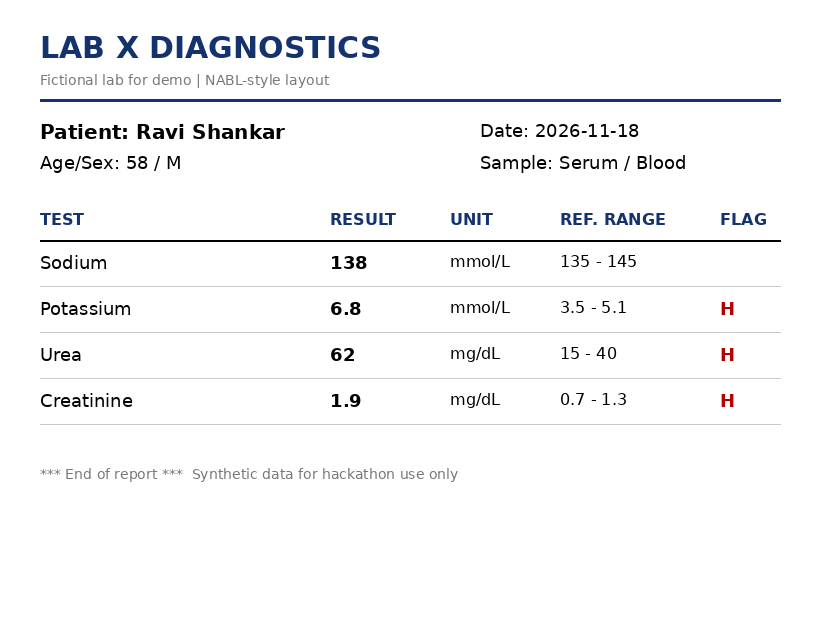 LAB X DIAGNOSTICS
Fictional lab for demo | NABL-style layout
Patient: Ravi Shankar Date: 2026-11-18
Age/Sex: 58 / M Sample: Serum / Blood
TEST RESULT UNIT REF. RANGE FLAG
Sodium 138 mmol/L 135 - 145
Potassium 6.8 mmol/L 3.5 - 5.1 H
Urea 62 mg/dL 15 - 40 H
Creatinine 1.9 mg/dL 0.7 - 1.3 H
*** End of report *** Synthetic data for hackathon use only